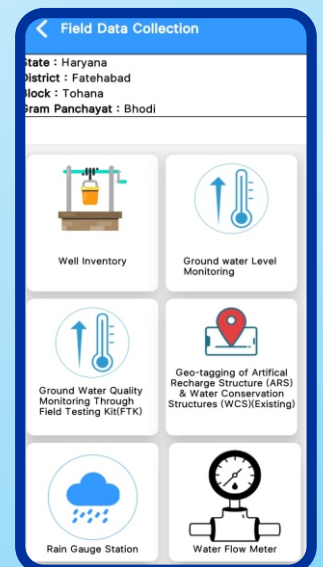 Field Data Collection
State : Haryana
District : Fatehabad
Block : Tohana
Gram Panchayat : Bhodi
Well Inventory
Ground water Level
Monitoring
Ground Water Quality
Monitoring Through
Field Testing Kit(FTK)
Geo-tagging of Artifical
Recharge Structure (ARS)
& Water Conservation
Structures (WCS)(Existing)
Rain Gauge Station
Water Flow Meter